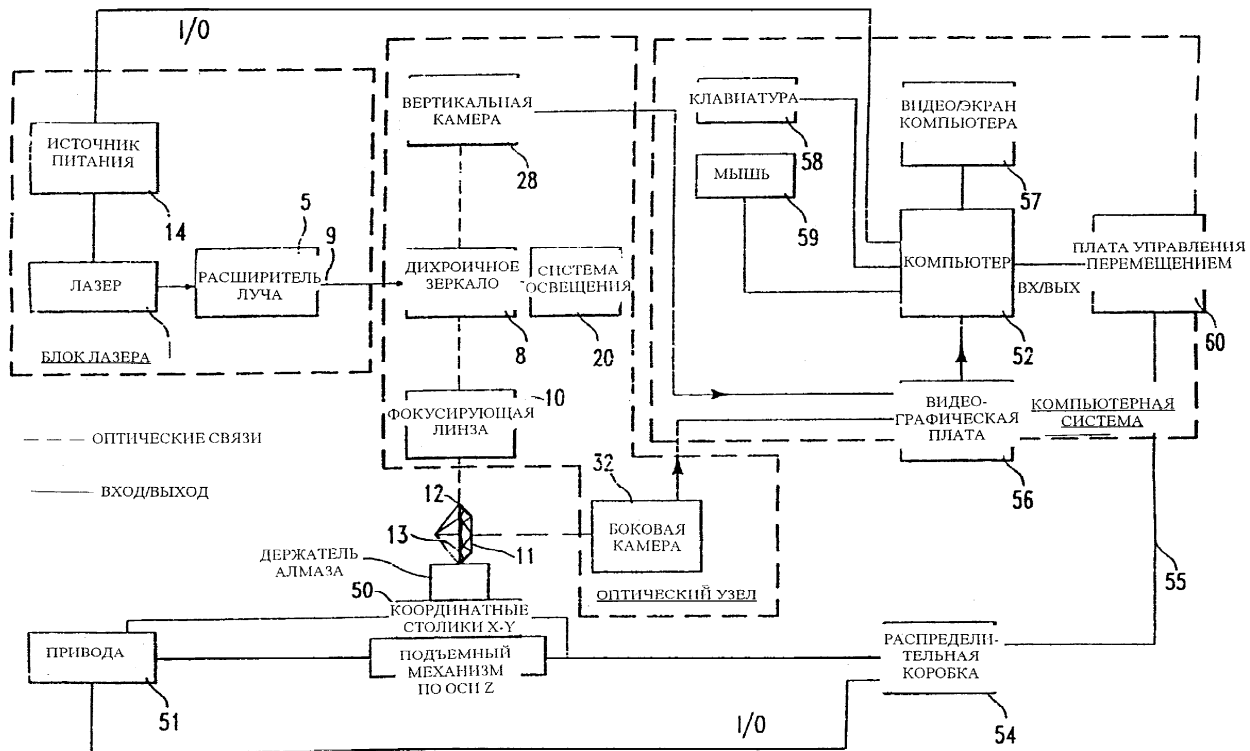 I/O
ИСТОЧНИК
ПИТАНИЯ
14
ЛАЗЕР
5
9
РАСШИРИТЕЛЬ
ЛУЧА
БЛОК ЛАЗЕРА
ВЕРТИКАЛЬНАЯ
КАМЕРА
28
ДИХРОИЧНОЕ
ЗЕРКАЛО
8
СИСТЕМА
ОСВЕЩЕНИЯ
20
10
ФОКУСИРУЮЩАЯ
ЛИНЗА
КЛАВИАТУРА
58
МЫШЬ
59
ВИДЕО/ЭКРАН
КОМПЬЮТЕРА
57
КОМПЬЮТЕР
52
ВХ/ВЫХ
ПЛАТА УПРАВЛЕНИЯ
ПЕРЕМЕЩЕНИЕМ
60
ВИДЕО-
ГРАФИЧЕСКАЯ
ПЛАТА
56
КОМПЬЮТЕРНАЯ
СИСТЕМА
ОПТИЧЕСКИЕ СВЯЗИ
ВХОД/ВЫХОД
12
13
11
32
БОКОВАЯ
КАМЕРА
ОПТИЧЕСКИЙ УЗЕЛ
ДЕРЖАТЕЛЬ
АЛМАЗА
50
КООРДИНАТНЫЕ
СТОЛИКИ X-Y
ПОДЪЕМНЫЙ
МЕХАНИЗМ
ПО ОСИ Z
ПРИВОДА
51
55
РАСПРЕДЕЛИ-
ТЕЛЬНАЯ
КОРОБКА
54
I/O